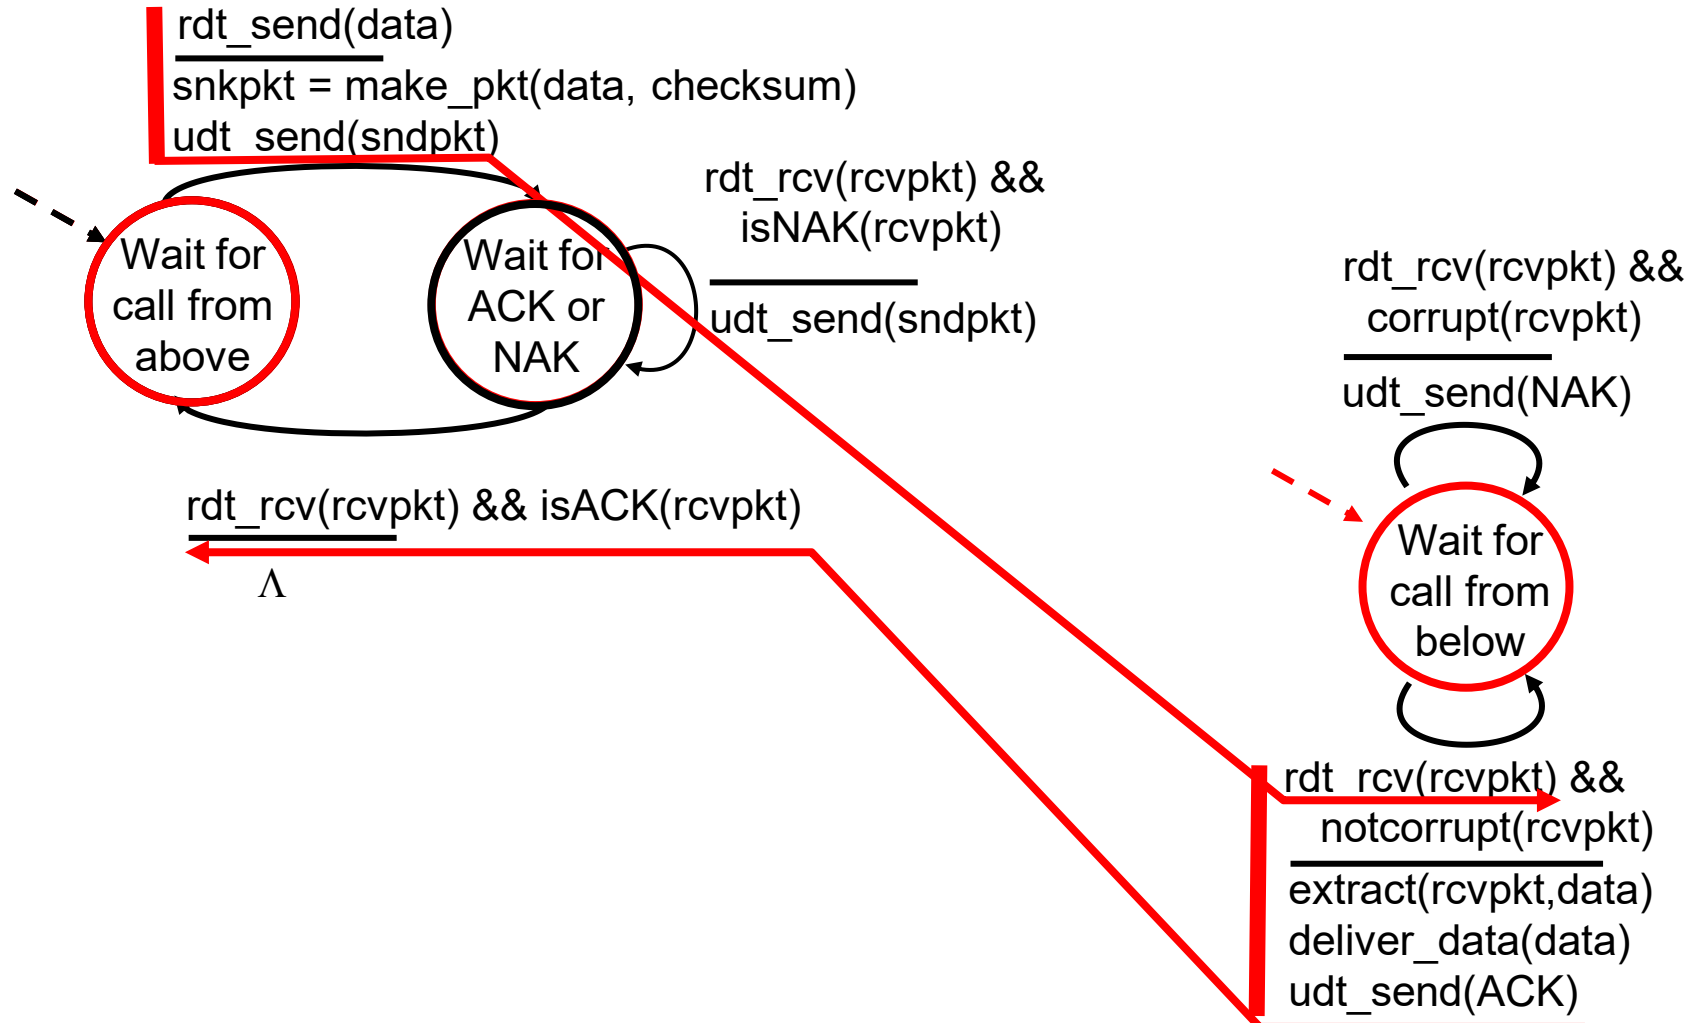 rdt_send(data)
snkpkt = make_pkt(data, checksum)
udt_send(sndpkt)
rdt_rcv(rcvpkt) &&
isNAK(rcvpkt)
udt_send(sndpkt)
Wait for
call from
above
Wait for
ACK or
NAK
rdt_rcv(rcvpkt) && isACK(rcvpkt)
Λ
rdt_rcv(rcvpkt) &&
corrupt(rcvpkt)
udt_send(NAK)
Wait for
call from
below
rdt_rcv(rcvpkt) &&
notcorrupt(rcvpkt)
extract(rcvpkt,data)
deliver_data(data)
udt_send(ACK)